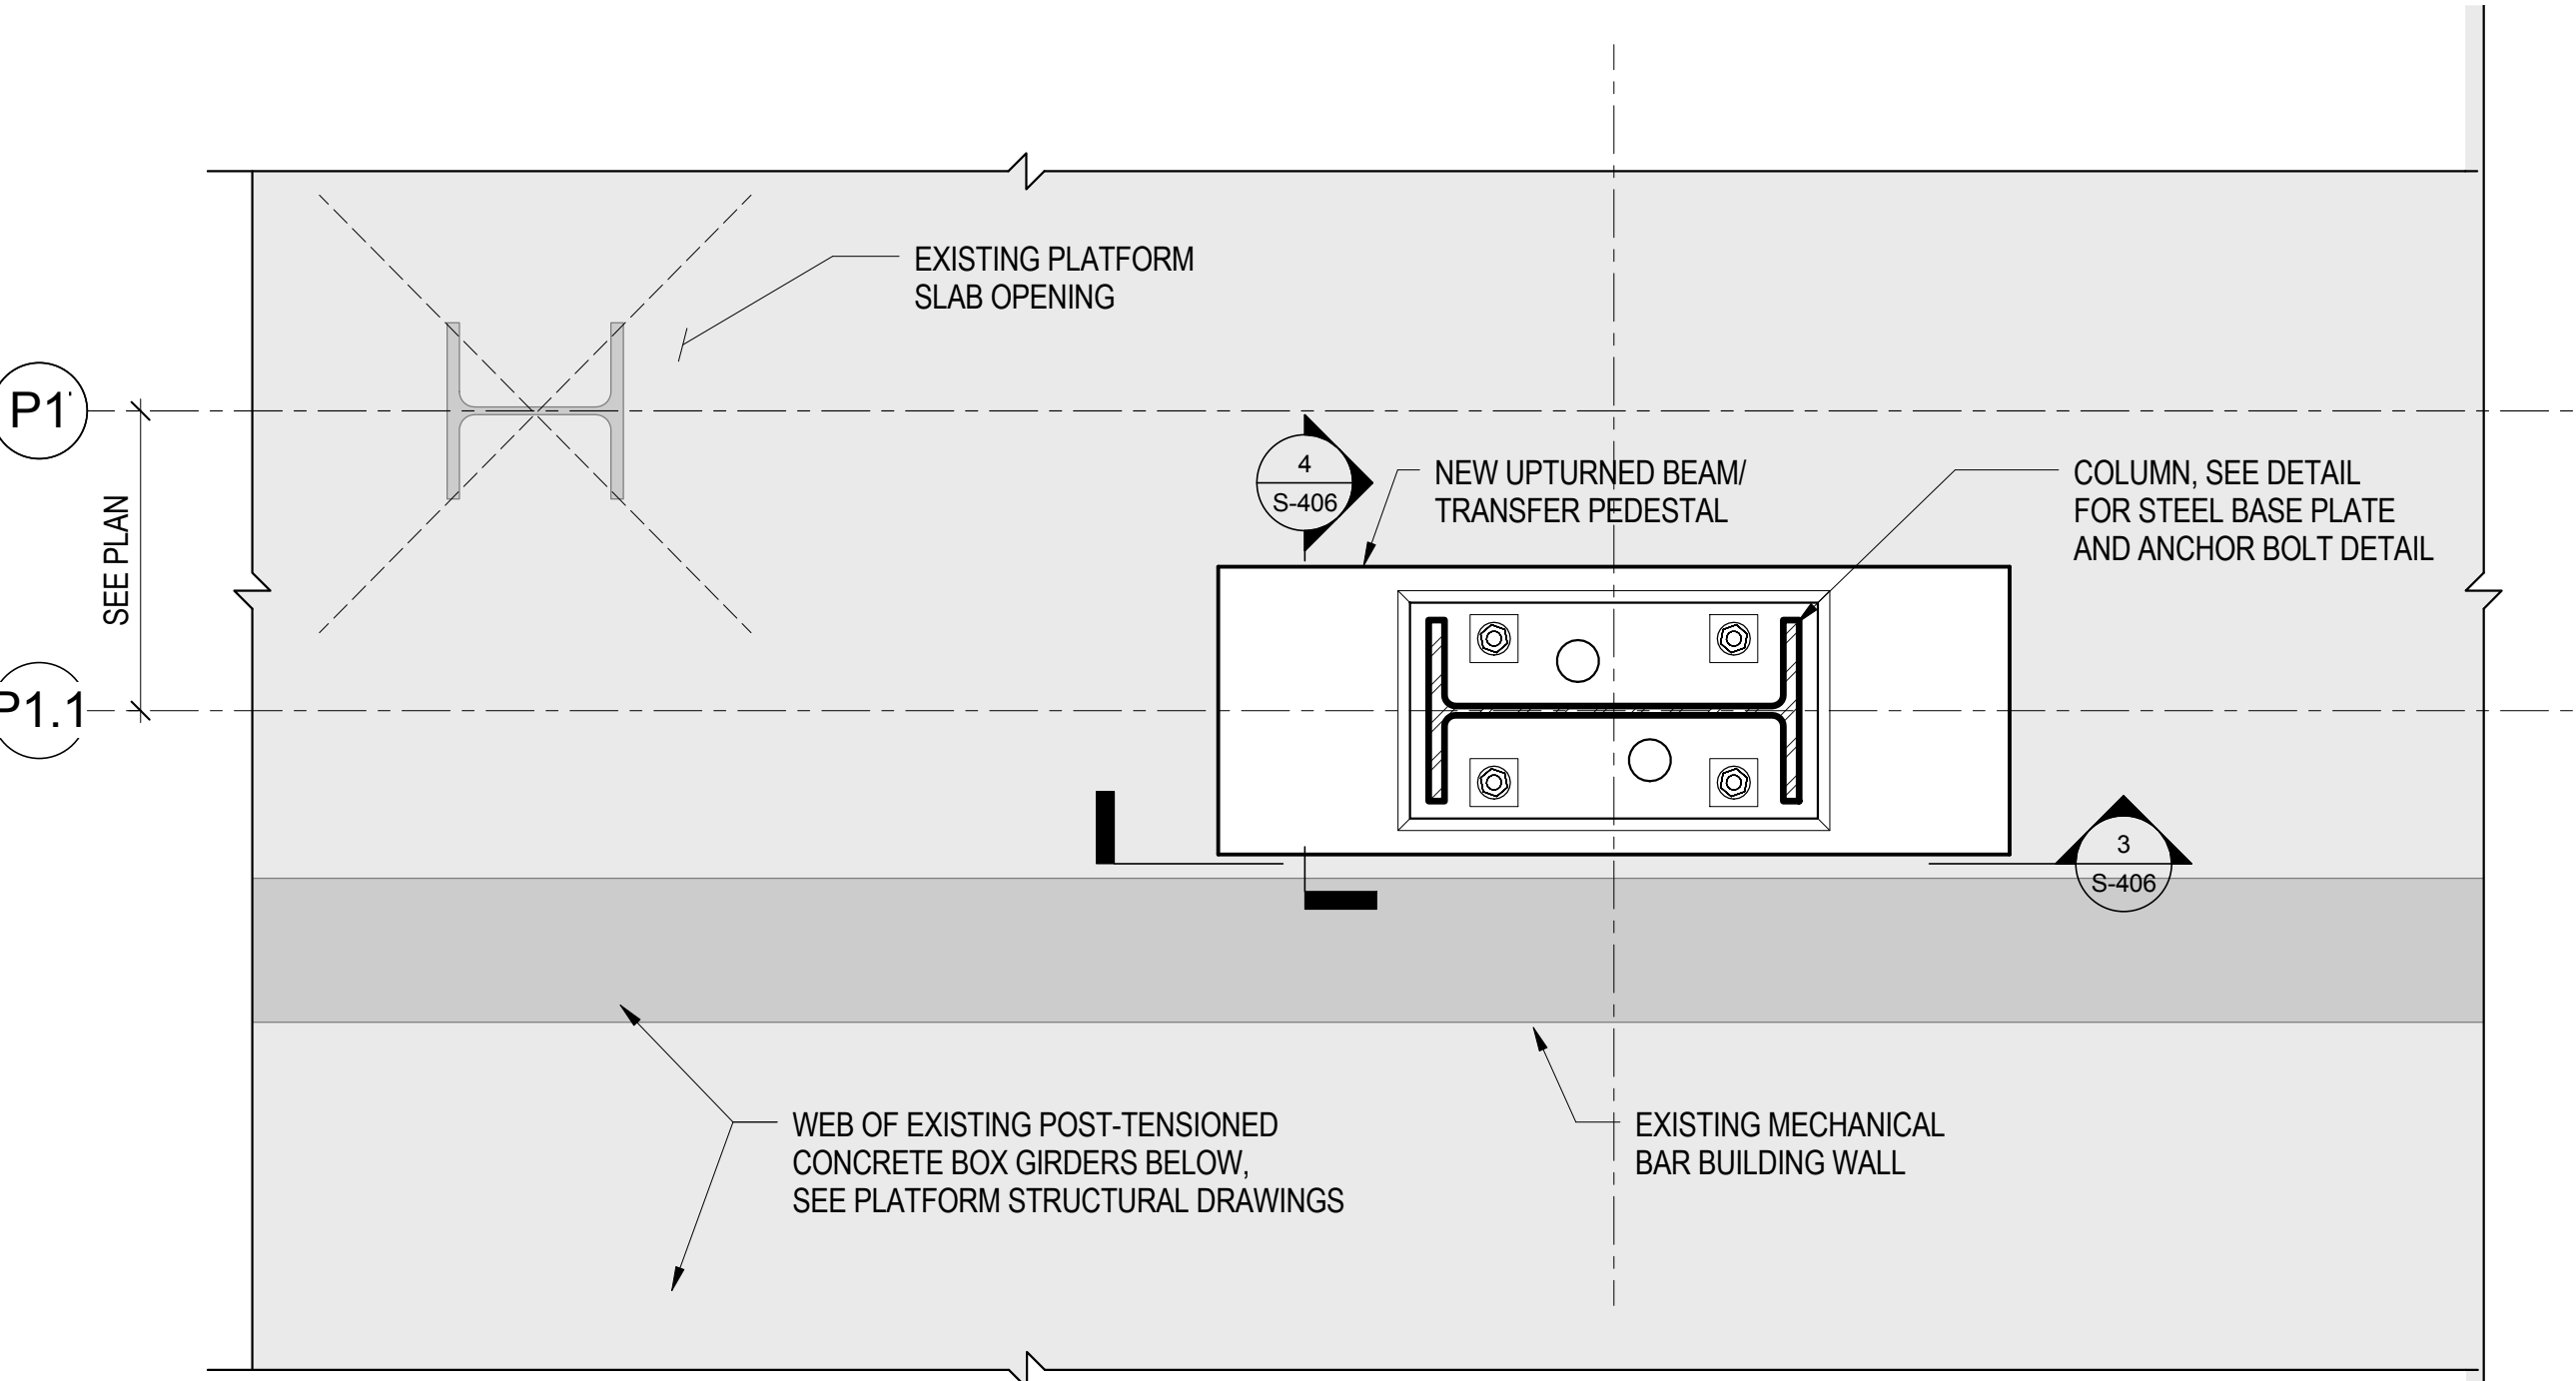 EXISTING PLATFORM
SLAB OPENING
P1
4
S-406
NEW UPTURNED BEAM/
TRANSFER PEDESTAL
COLUMN, SEE DETAIL
FOR STEEL BASE PLATE
AND ANCHOR BOLT DETAIL
SEE PLAN
P1.1
3
S-406
WEB OF EXISTING POST-TENSIONED
CONCRETE BOX GIRDERS BELOW,
SEE PLATFORM STRUCTURAL DRAWINGS
EXISTING MECHANICAL
BAR BUILDING WALL